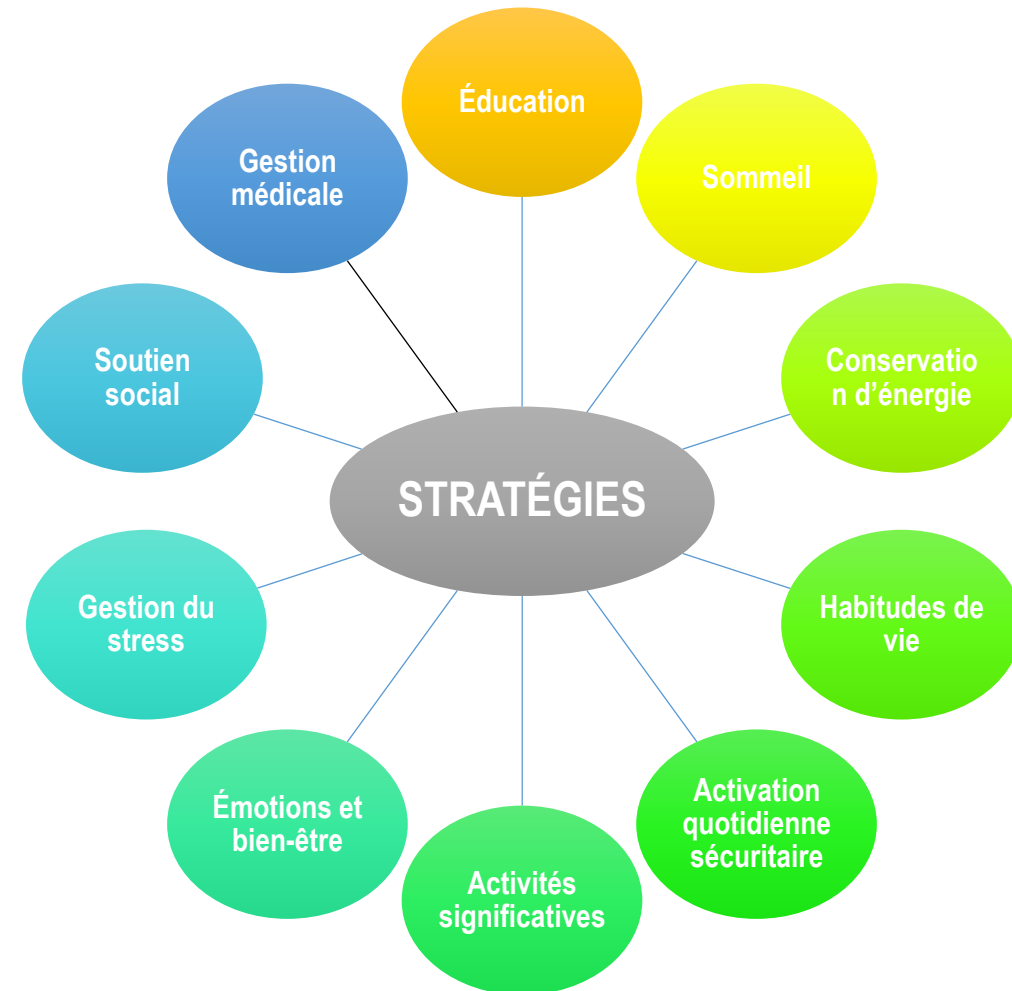 Éducation
Sommeil
Conservatio
n d'énergie
Habitudes de
vie
Activation
quotidienne
sécuritaire
Activités
significatives
Émotions et
bien-être
Gestion du
stress
Soutien
social
Gestion
médicale
STRATÉGIES